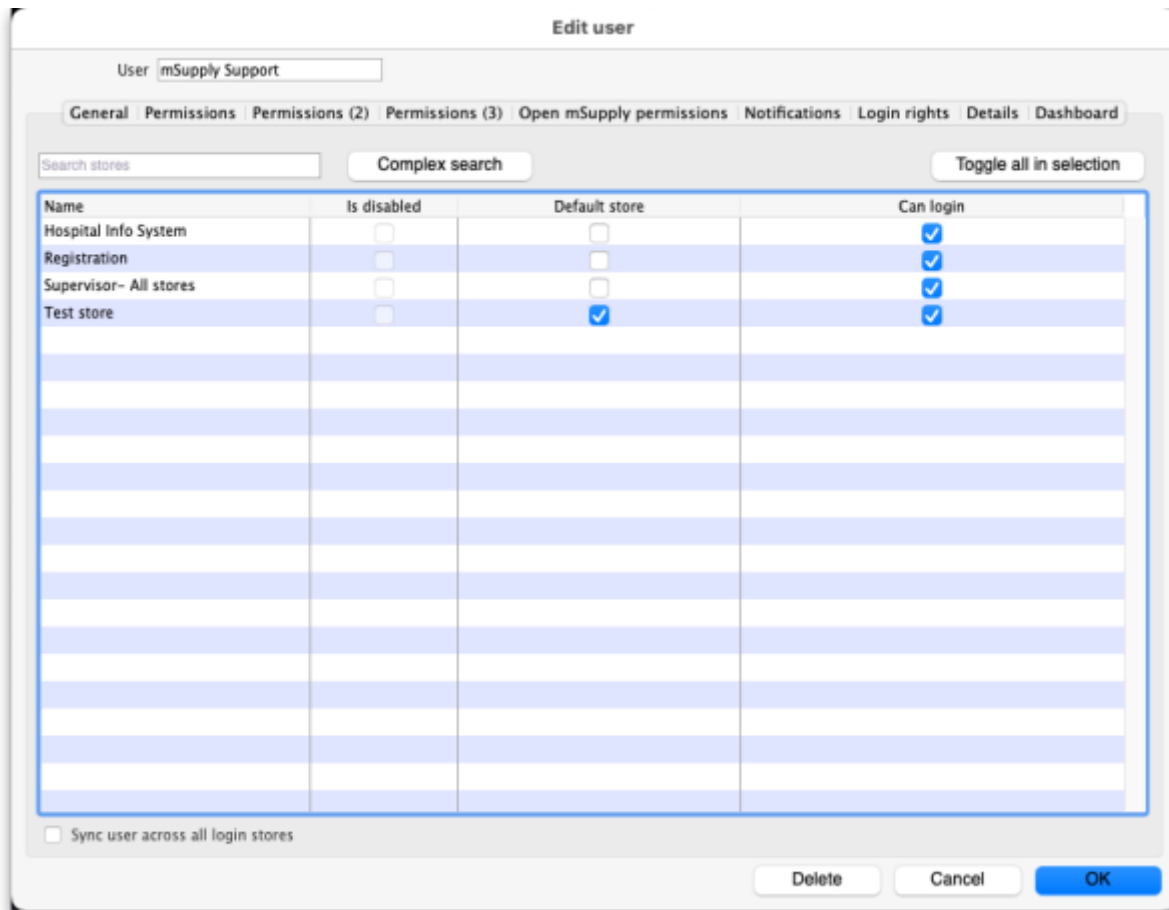 Edit user
User mSupply Support
General Permissions Permissions (2) Permissions (3) Open mSupply permissions Notifications Login rights Details Dashboard
Search stores Complex search Toggle all in selection
Name Is disabled Default store Can login
Hospital Info System
Registration
Supervisor- All stores
Test store
Sync user across all login stores
Delete Cancel OK